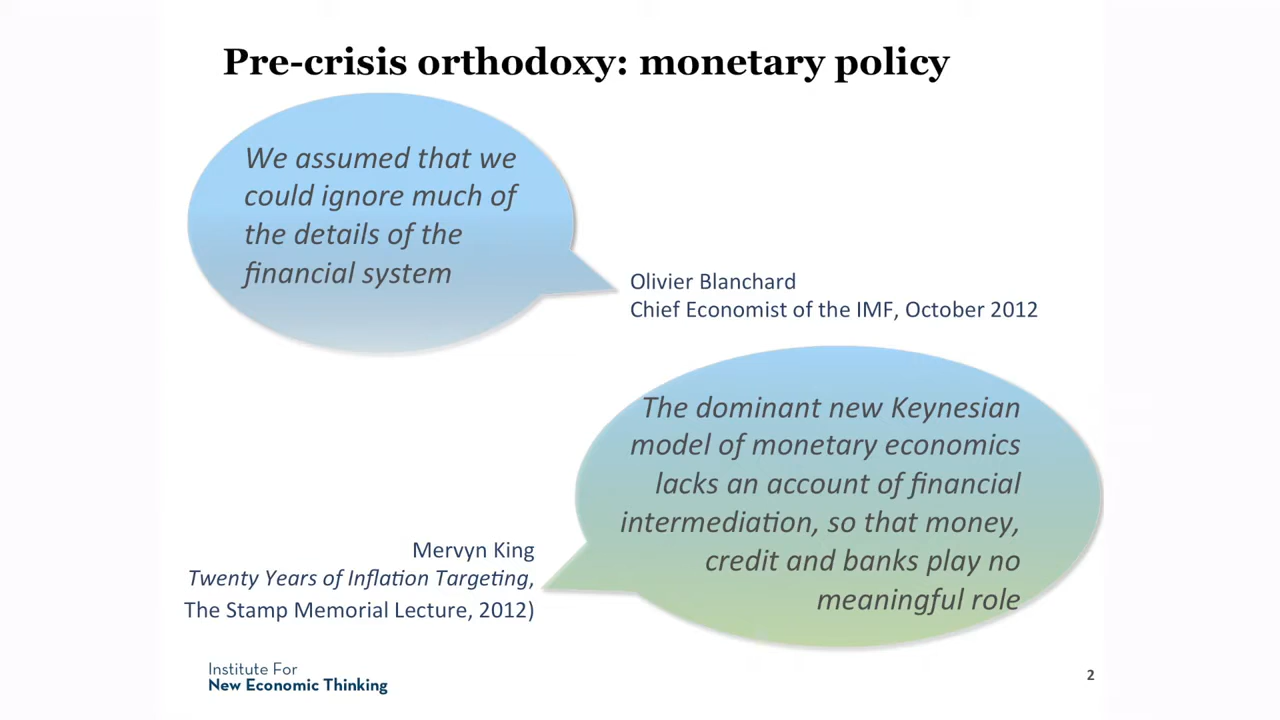 Pre-crisis orthodoxy: monetary policy
We assumed that we
could ignore much of
the details of the
financial system
Olivier Blanchard
Chief Economist of the IMF, October 2012
The dominant new Keynesian
model of monetary economics
lacks an account of financial
intermediation, so that money,
credit and banks play no
meaningful role
Mervyn King
Twenty Years of Inflation Targeting,
The Stamp Memorial Lecture, 2012)
Institute For
New Economic Thinking
2